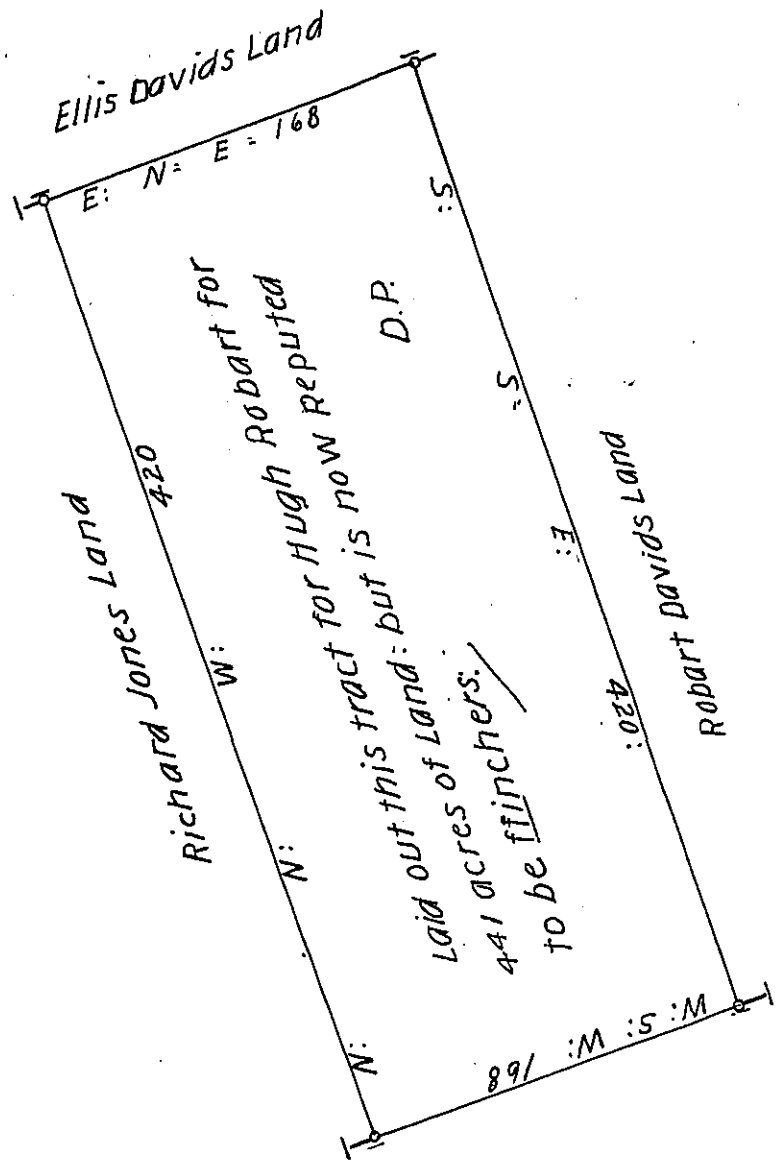 Ellis Davids Land
E: N= E = 168
Richard Jones Land
420
W:
N:
N:
Laid out this tract for Hugh Robart for
441 acres of Land: but is now Reputed
to be ffinchers.
D.P.
S:
=S
E:
420:
Robart Davids Land
W: S: W: 168